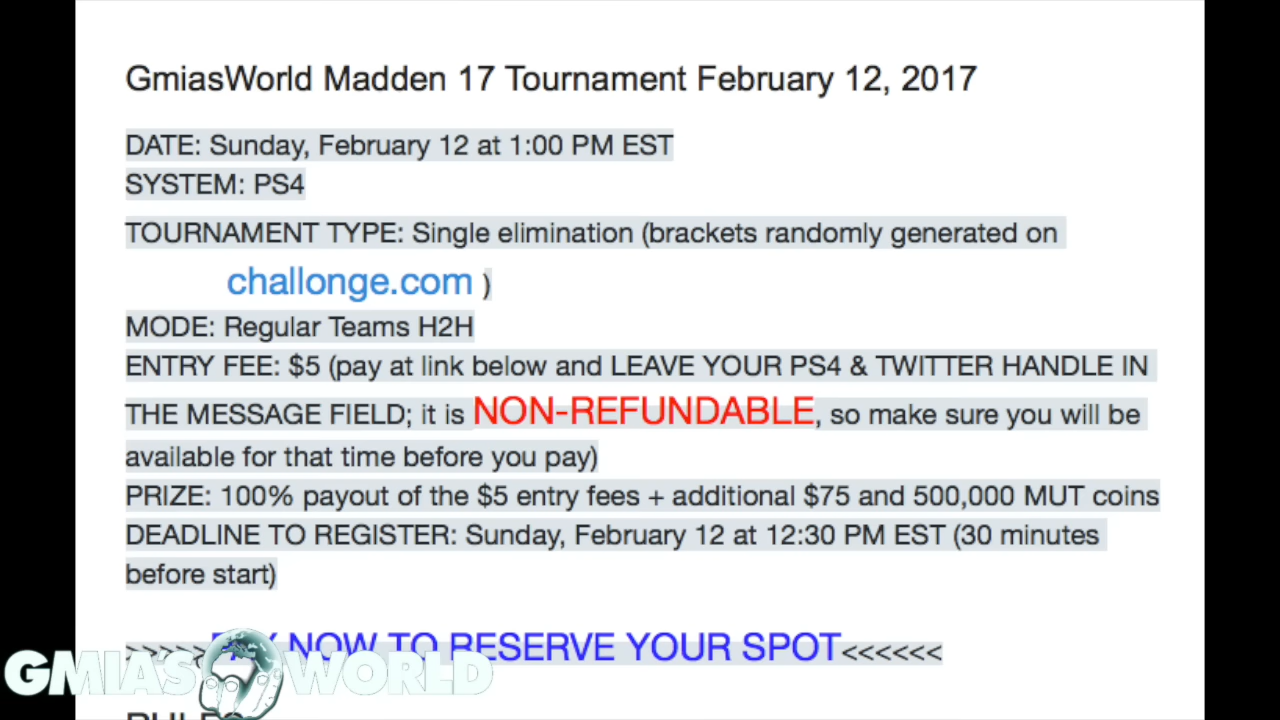 GmiasWorld Madden 17 Tournament February 12, 2017
DATE: Sunday, February 12 at 1:00 PM EST
SYSTEM: PS4
TOURNAMENT TYPE: Single elimination (brackets randomly generated on
challonge.com )
MODE: Regular Teams H2H
ENTRY FEE: $5 (pay at link below and LEAVE YOUR PS4 & TWITTER HANDLE IN
THE MESSAGE FIELD; it is NON-REFUNDABLE, so make sure you will be
available for that time before you pay)
PRIZE: 100% payout of the $5 entry fees + additional $75 and 500,000 MUT coins
DEADLINE TO REGISTER: Sunday, February 12 at 12:30 PM EST (30 minutes
before start)
>>>>>> PAY NOW TO RESERVE YOUR SPOT<<<<<<
GMIA'S WORLD
RULES